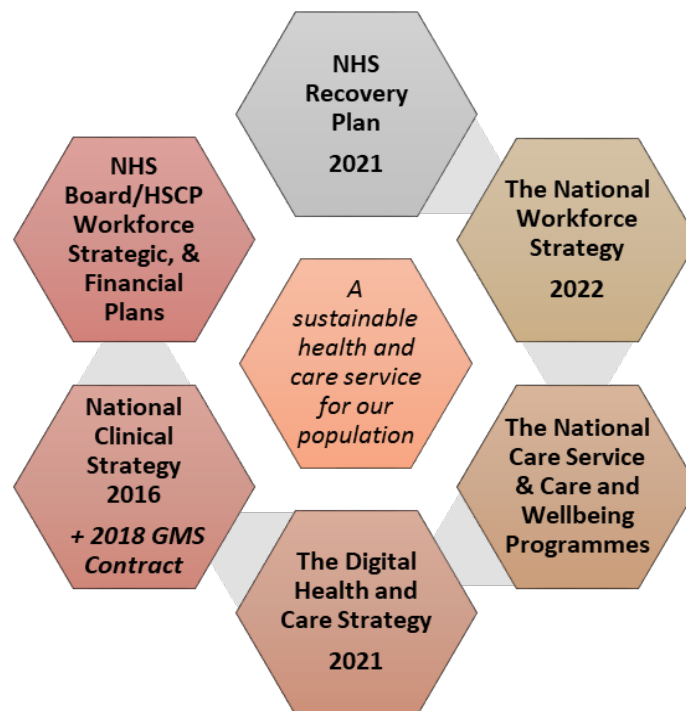 NHS
Recovery
Plan
2021
The National
Workforce
Strategy
2022
The National
Care Service
& Care and
Wellbeing
Programmes
The Digital
Health and
Care Strategy
2021
National
Clinical
Strategy
2016
+ 2018 GMS
Contract
NHS
Board/HSCP
Workforce
Strategic, &
Financial
Plans
A
sustainable
health and
care service
for our
population